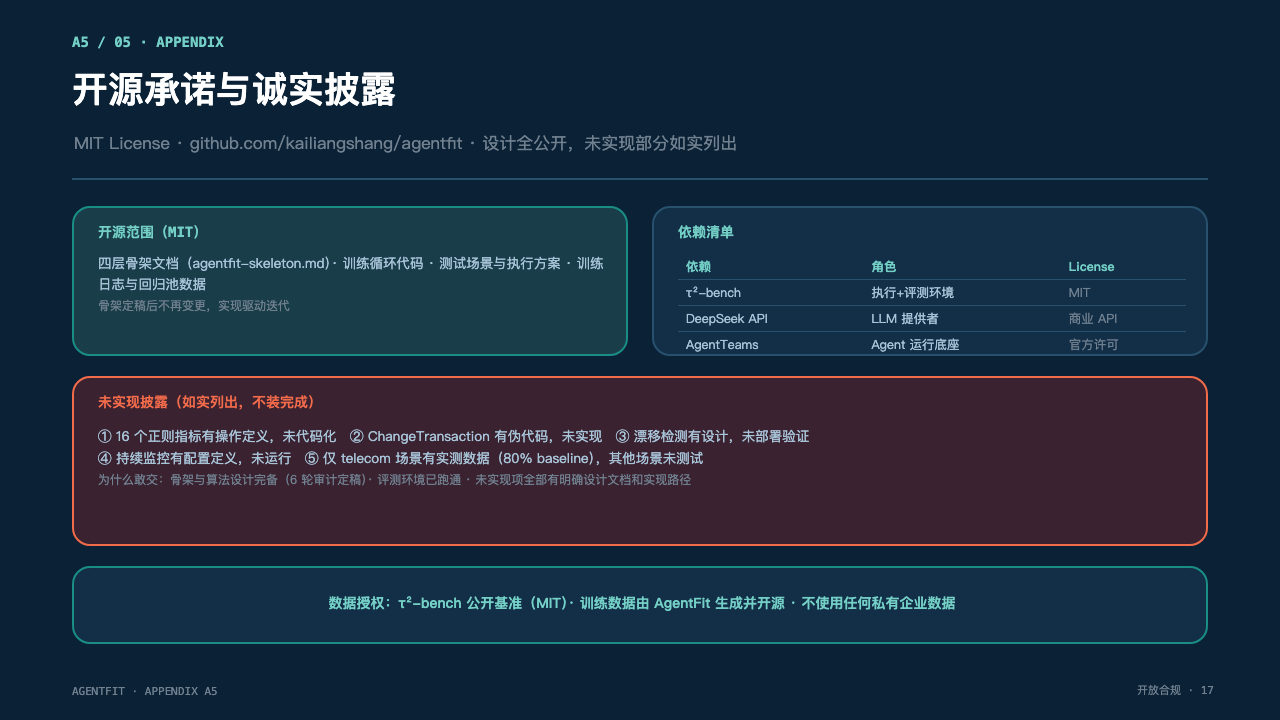 A5 / 05 · APPENDIX
开源承诺与诚实披露
MIT License · github.com/kailiangshang/agentfit · 设计全公开，未实现部分如实列出
开源范围（MIT）
四层骨架文档（agentfit-skeleton.md）· 训练循环代码 · 测试场景与执行方案 · 训练
日志与回归池数据
骨架定稿后不再变更，实现驱动迭代
依赖清单
依赖 角色 License
τ²-bench 执行+评测环境 MIT
DeepSeek API LLM 提供者 商业 API
AgentTeams Agent 运行底座 官方许可
未实现披露（如实列出，不装完成）
① 16 个正则指标有操作定义，未代码化 ② ChangeTransaction 有伪代码，未实现 ③ 漂移检测有设计，未部署验证
④ 持续监控有配置定义，未运行 ⑤ 仅 telecom 场景有实测数据（80% baseline），其他场景未测试
为什么敢交：骨架与算法设计完备（6 轮审计定稿）· 评测环境已跑通 · 未实现项全部有明确设计文档和实现路径
数据授权：τ²-bench 公开基准（MIT）· 训练数据由 AgentFit 生成并开源 · 不使用任何私有企业数据
AGENTFIT · APPENDIX A5
开放合规 · 17